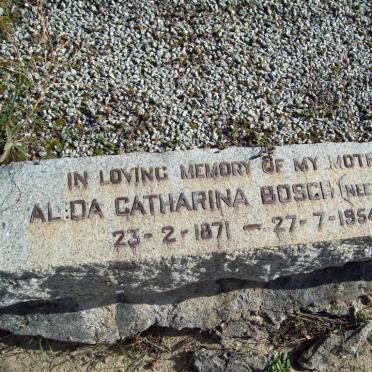 IN LOVING MEMORY OF MY MOTH
ALIDA CATHARINA BOSCH (NEE
23-2-1871 — 27-7-1954